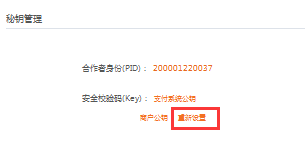 秘钥管理
合作者身份(PID)： 200001220037
安全校验码(Key)： 支付系统公钥
商户公钥 重新设置